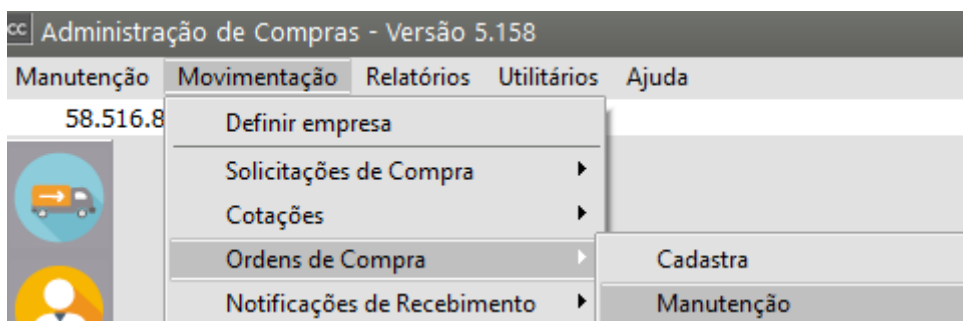 cc Administração de Compras - Versão 5.158
Manutenção Movimentação Relatórios Utilitários Ajuda
58.516.8
Definir empresa
Solicitações de Compra
Cotações
Ordens de Compra
Cadastra
Notificações de Recebimento
Manutenção